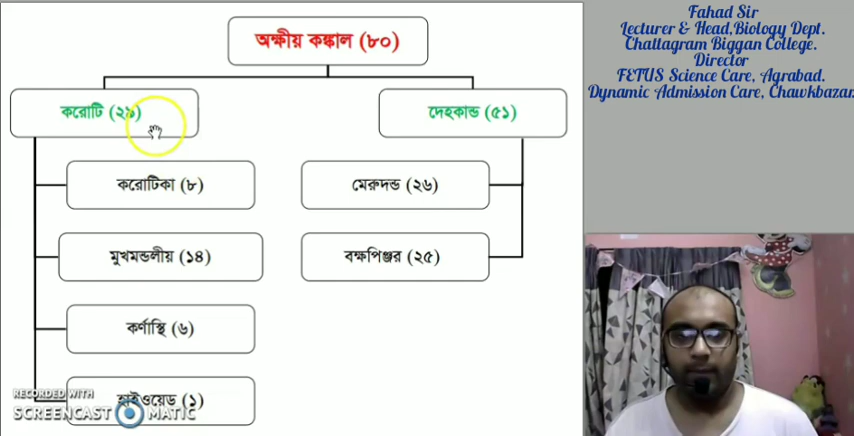 অক্ষীয় কঙ্কাল (৮০)
করোটি (২৯)
দেহকান্ড (৫১)
করোটিকা (৮)
মেরুদন্ড (২৬)
মুখমন্ডলীয় (১৪)
বক্ষপিঞ্জর (২৫)
কর্ণাস্থি (৬)
হাইওয়েড (১)
RECORDED WITH
SCREENCAST MATIC
Fahad Sir
Lecturer & Head,Biology Dept.
Chattagram Biggan College.
Director
FETUS Science Care, Agrabad.
Dynamic Admission Care, Chawkbazar.